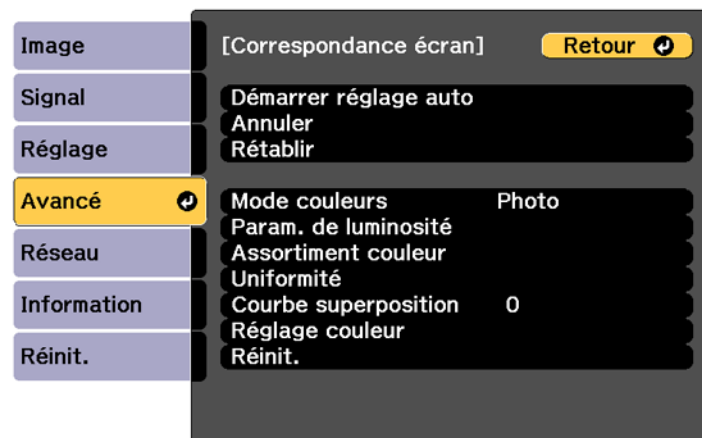 Image
Signal
Réglage
Avancé
Réseau
Information
Réinit.
[Correspondance écran] Retour
Démarrer réglage auto
Annuler
Rétablir
Mode couleurs Photo
Param. de luminosité
Assortiment couleur
Uniformité
Courbe superposition 0
Réglage couleur
Réinit.